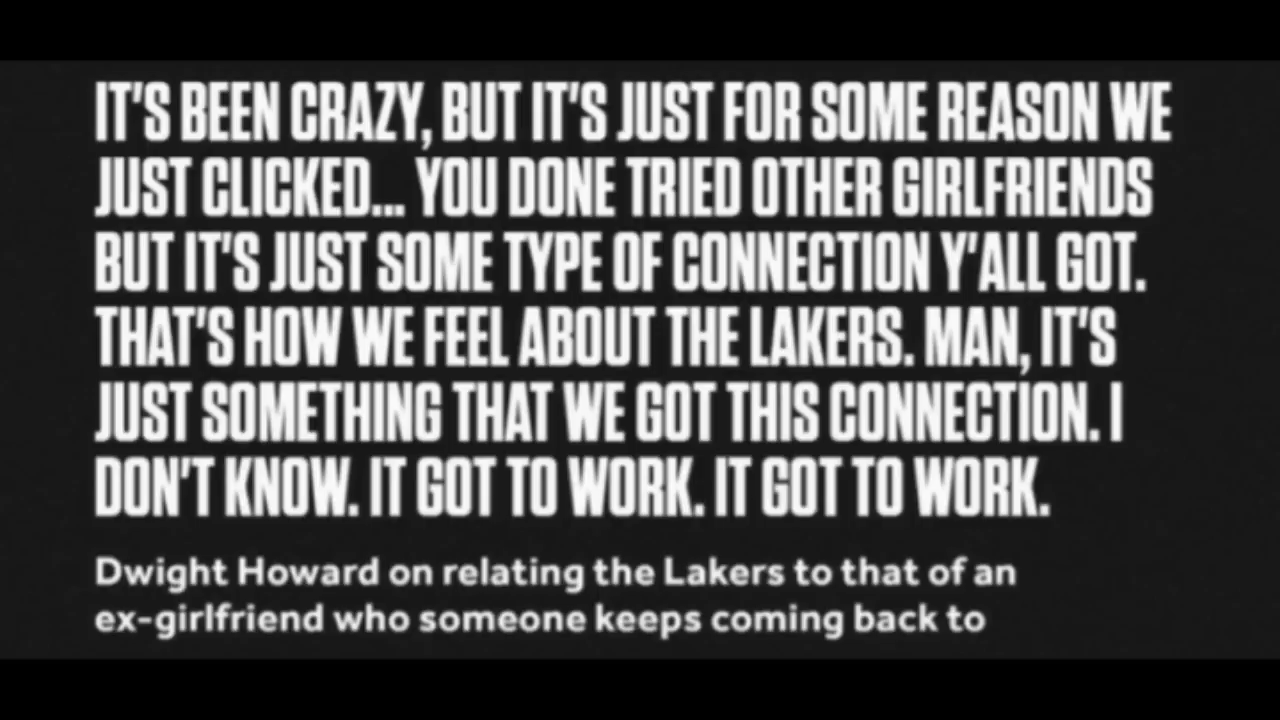 IT'S BEEN CRAZY, BUT IT'S JUST FOR SOME REASON WE
JUST CLICKED... YOU DONE TRIED OTHER GIRLFRIENDS
BUT IT'S JUST SOME TYPE OF CONNECTION Y'ALL GOT.
THAT'S HOW WE FEEL ABOUT THE LAKERS. MAN, IT'S
JUST SOMETHING THAT WE GOT THIS CONNECTION. I
DON'T KNOW. IT GOT TO WORK. IT GOT TO WORK.
Dwight Howard on relating the Lakers to that of an
ex-girlfriend who someone keeps coming back to